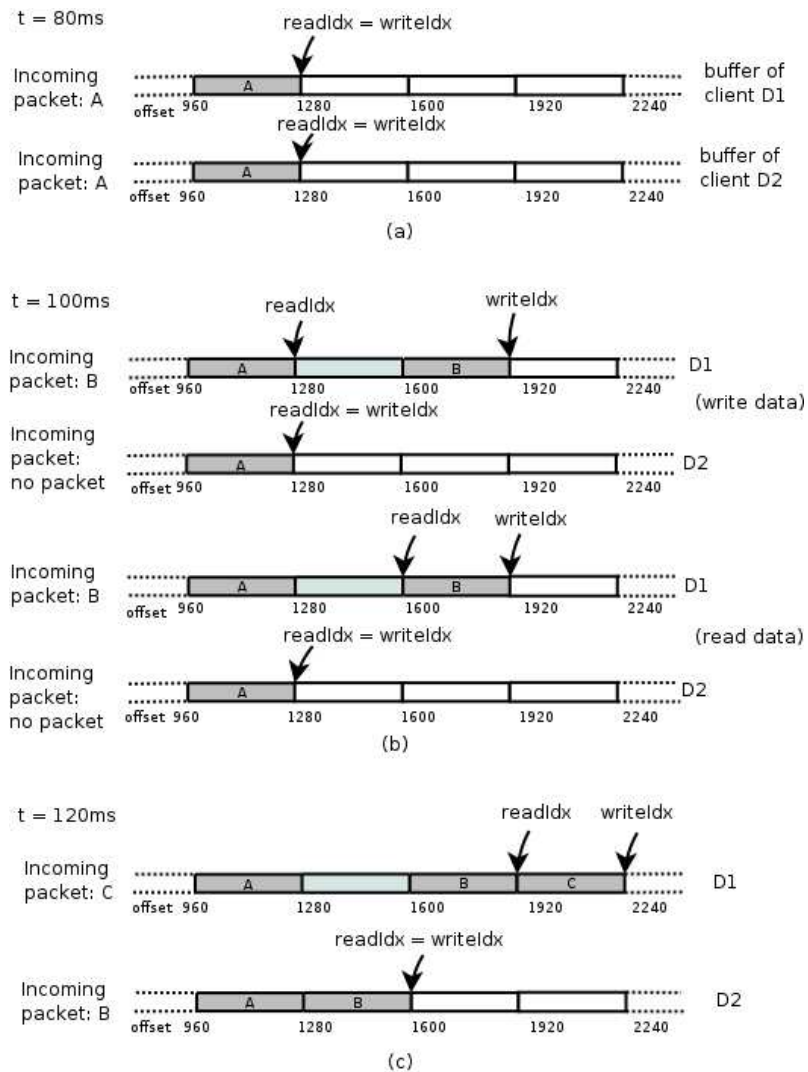 t = 80ms
readIdx = writeIdx
Incoming
packet: A
A
buffer of
client D1
offset 960 1280 1600 1920 2240
readIdx = writeIdx
Incoming
packet: A
A
buffer of
client D2
offset 960 1280 1600 1920 2240
(a)
t = 100ms
readIdx
writeIdx
Incoming
packet: B
A
B
D1
offset 960 1280 1600 1920 2240
(write data)
readIdx = writeIdx
Incoming
packet:
no packet
A
D2
offset 960 1280 1600 1920 2240
readIdx
writeIdx
Incoming
packet: B
A
B
D1
offset 960 1280 1600 1920 2240
(read data)
readIdx = writeIdx
Incoming
packet:
no packet
A
D2
offset 960 1280 1600 1920 2240
(b)
t = 120ms
readIdx
writeIdx
Incoming
packet: C
A
B
C
D1
offset 960 1280 1600 1920 2240
readIdx = writeIdx
Incoming
packet: B
A
B
D2
offset 960 1280 1600 1920 2240
(c)